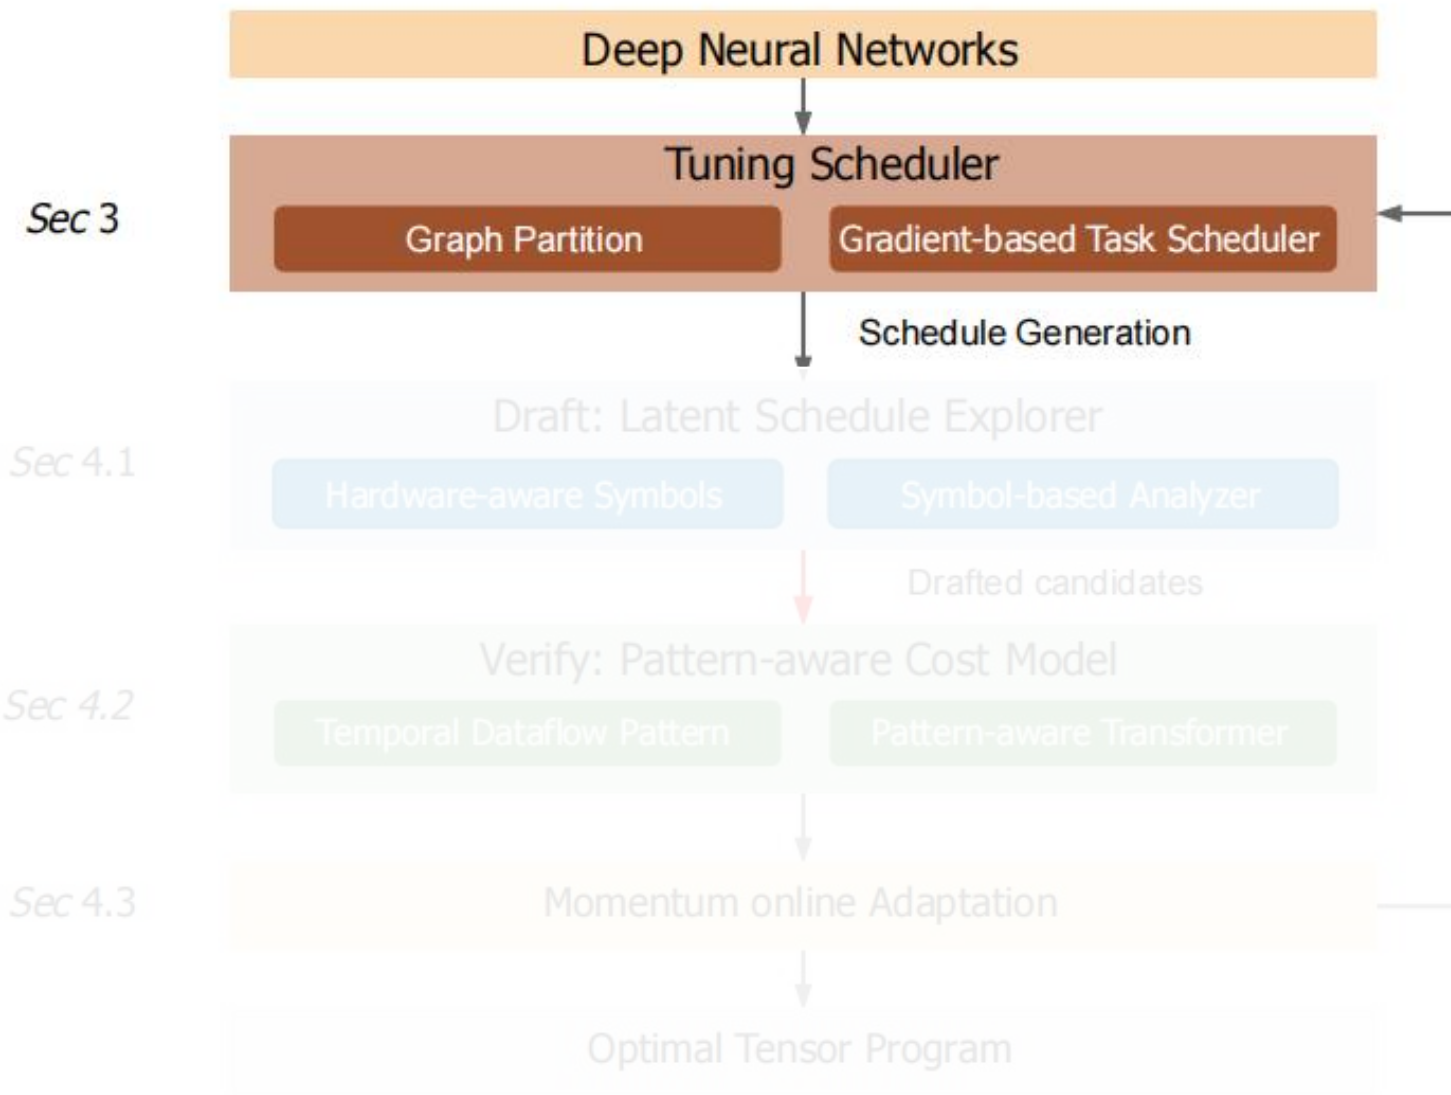 Deep Neural Networks
Tuning Scheduler
Sec 3
Graph Partition
Gradient-based Task Scheduler
Schedule Generation
Draft: Latent Schedule Explorer
Sec 4.1
Hardware-aware Symbols
Symbol-based Analyzer
Drafted candidates
Verify: Pattern-aware Cost Model
Sec 4.2
Temporal Dataflow Pattern
Pattern-aware Transformer
Sec 4.3
Momentum online Adaptation
Optimal Tensor Program